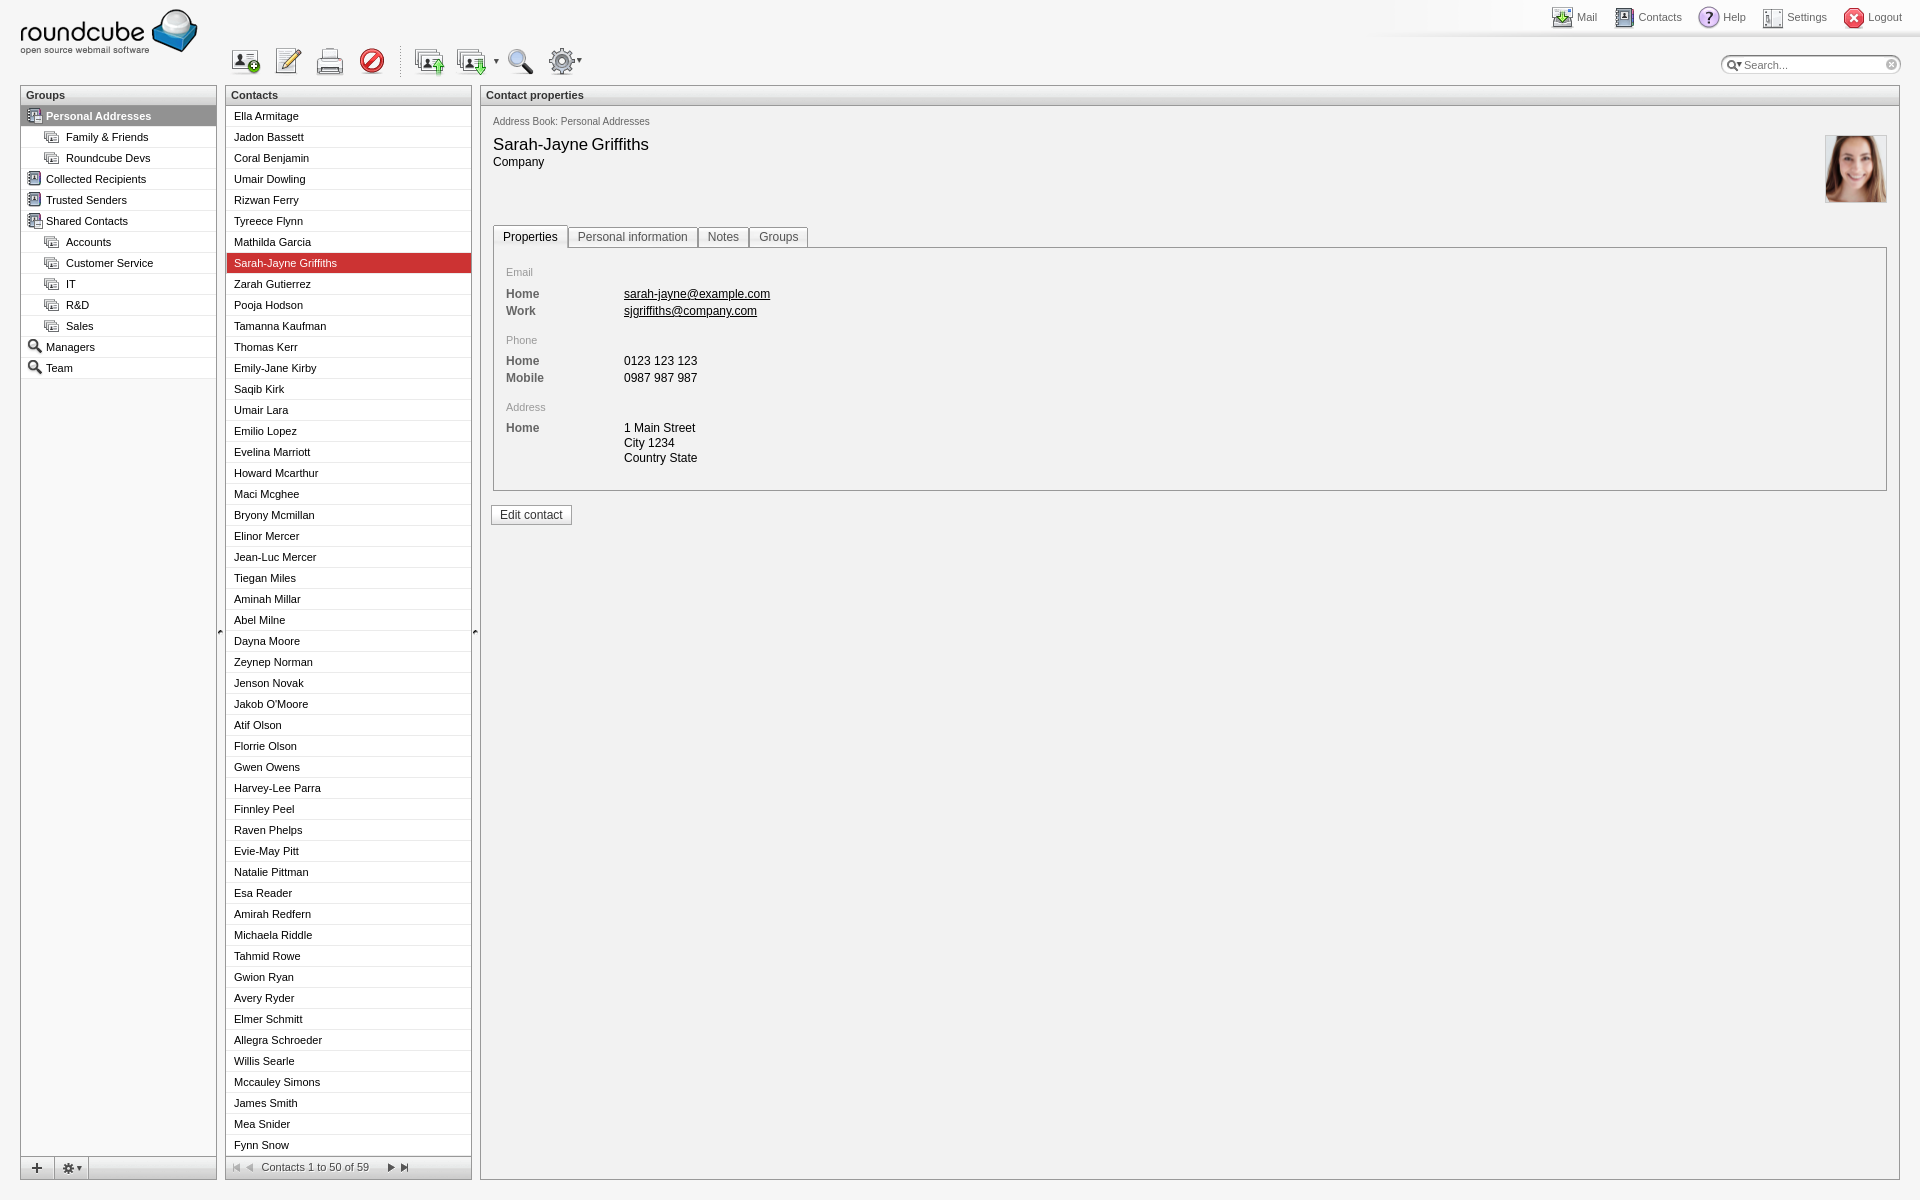 roundcube
open source webmail software
Mail
Contacts
Help
Settings
Logout
Search...
Groups
Personal Addresses
Family & Friends
Roundcube Devs
Collected Recipients
Trusted Senders
Shared Contacts
Accounts
Customer Service
IT
R&D
Sales
Managers
Team
Contacts
Ella Armitage
Jadon Bassett
Coral Benjamin
Umair Dowling
Rizwan Ferry
Tyreece Flynn
Mathilda Garcia
Sarah-Jayne Griffiths
Zarah Gutierrez
Pooja Hodson
Tamanna Kaufman
Thomas Kerr
Emily-Jane Kirby
Saqib Kirk
Umair Lara
Emilio Lopez
Evelina Marriott
Howard Mcarthur
Maci Mcghee
Bryony Mcmillan
Elinor Mercer
Jean-Luc Mercer
Tiegan Miles
Aminah Millar
Abel Milne
Dayna Moore
Zeynep Norman
Jenson Novak
Jakob O'Moore
Atif Olson
Florrie Olson
Gwen Owens
Harvey-Lee Parra
Finnley Peel
Raven Phelps
Evie-May Pitt
Natalie Pittman
Esa Reader
Amirah Redfern
Michaela Riddle
Tahmid Rowe
Gwion Ryan
Avery Ryder
Elmer Schmitt
Allegra Schroeder
Willis Searle
Mccauley Simons
James Smith
Mea Snider
Fynn Snow
Contacts 1 to 50 of 59
Contact properties
Address Book: Personal Addresses
Sarah-Jayne Griffiths
Company
Properties
Personal information
Notes
Groups
Email
Home sarah-jayne@example.com
Work sjgriffiths@company.com
Phone
Home 0123 123 123
Mobile 0987 987 987
Address
Home 1 Main Street
City 1234
Country State
Edit contact